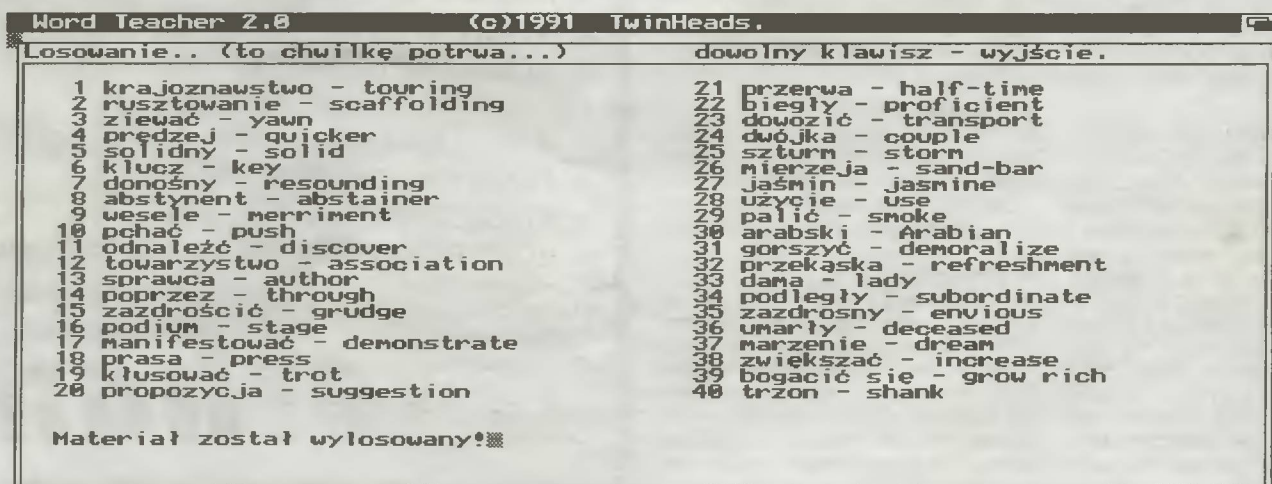 Word Teacher 2.0 (c)1991 TwinHeads.
Losowanie.. (to chwilkę potrwa...) dowolny klawisz - wyjście.
1 krajoznawstwo - touring
2 rusztowanie - scaffolding
3 ziewać - yawn
4 prędzej - quicker
5 solidny - solid
6 klucz - key
7 donośny - resounding
8 abstynent - abstainer
9 wesele - merriment
10 pchać - push
11 odnaleźć - discover
12 towarzystwo - association
13 sprawca - author
14 poprzez - through
15 zazdrościć - grudge
16 podium - stage
17 manifestować - demonstrate
18 prasa - press
19 kłusować - trot
20 propozycja - suggestion
21 przerwa - half-time
22 biegły - proficient
23 dowozić - transport
24 dwójka - couple
25 szturm - storm
26 mierzeja - sand-bar
27 jaśmin - jasmine
28 użycie - use
29 palić - smoke
30 arabski - Arabian
31 gorszyć - demoralize
32 przekąska - refreshment
33 dama - lady
34 podległy - subordinate
35 zazdrosny - envious
36 umarły - deceased
37 marzenie - dream
38 zwiększać - increase
39 bogacić się - grow rich
40 trzon - shank
Materiał został wylosowany!